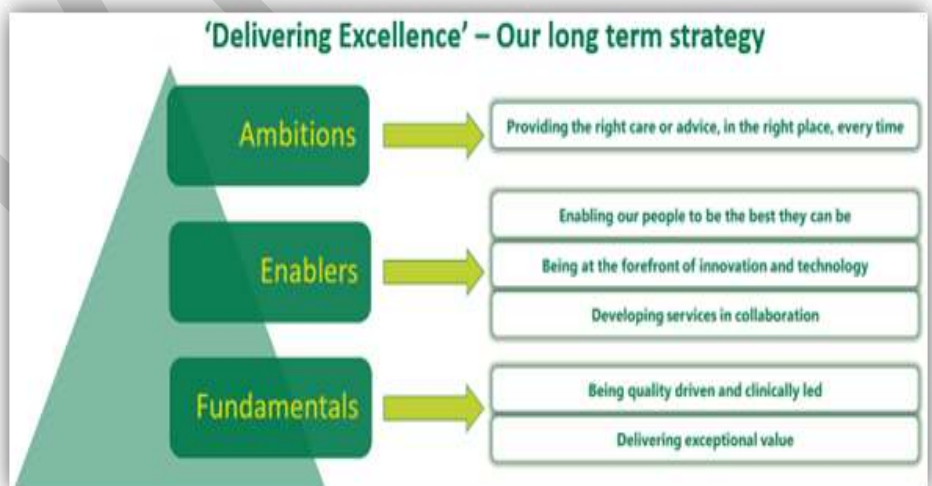 ‘Delivering Excellence’ – Our long term strategy
Ambitions
Providing the right care or advice, in the right place, every time
Enablers
Enabling our people to be the best they can be
Being at the forefront of innovation and technology
Developing services in collaboration
Fundamentals
Being quality driven and clinically led
Delivering exceptional value